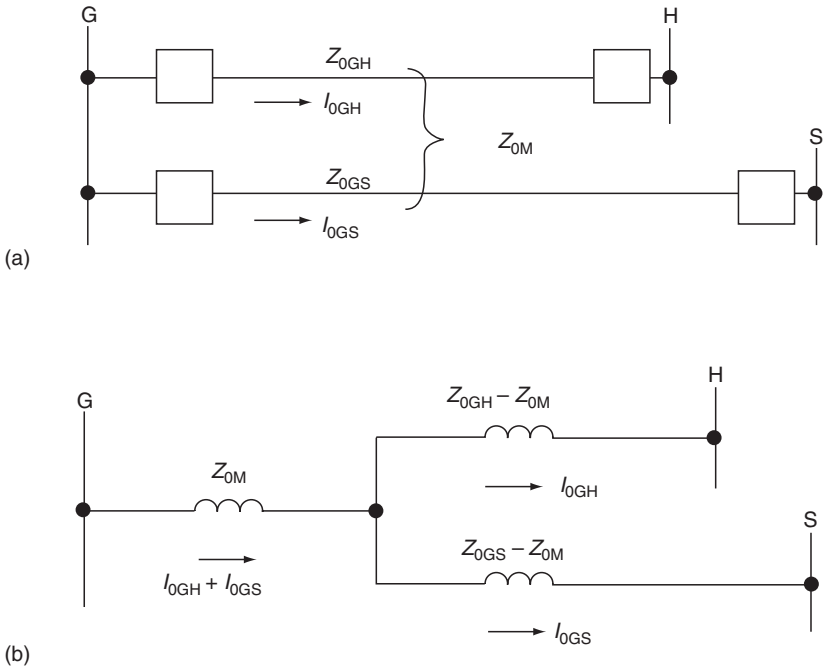 G
H
Z0GH
I0GH
Z0M
S
Z0GS
I0GS
(a)
H
Z0GH – Z0M
G
Z0M
I0GH
S
Z0GS – Z0M
I0GH + I0GS
I0GS
(b)